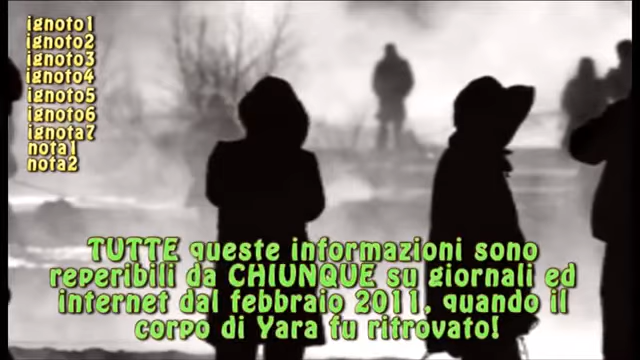 ignoto1
ignoto2
ignoto3
ignoto4
ignoto5
ignoto6
ignota7
nota1
nota2
TUTTE queste informazioni sono
reperibili da CHIUNQUE su giornali ed
internet dal febbraio 2011, quando il
corpo di Yara fu ritrovato!